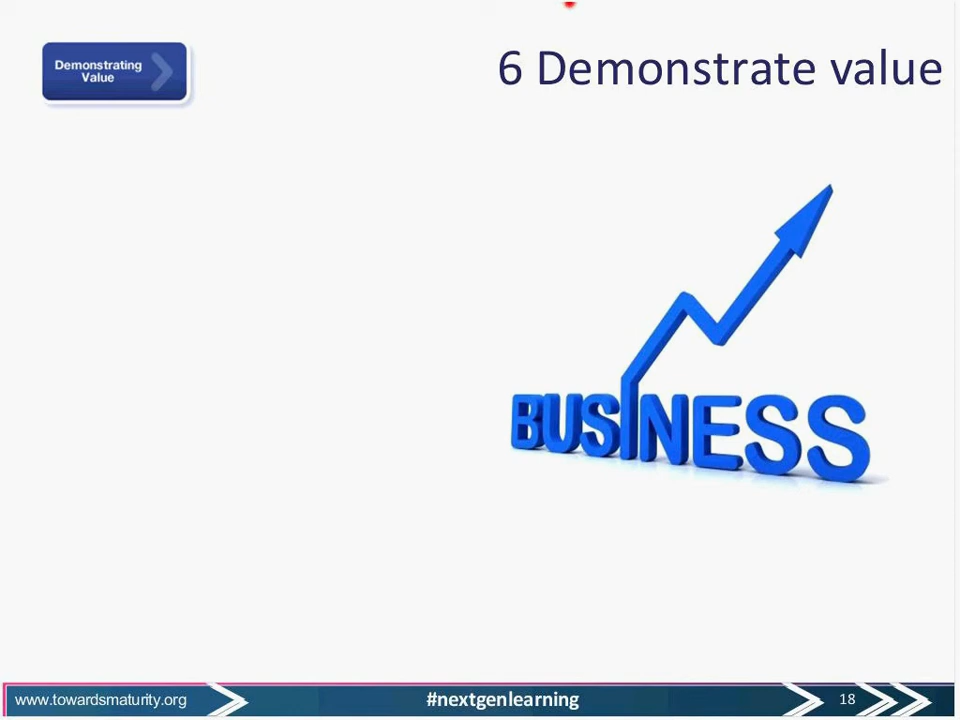 Demonstrating
Value
6 Demonstrate value
BUSINESS
www.towardsmaturity.org
#nextgenlearning
18